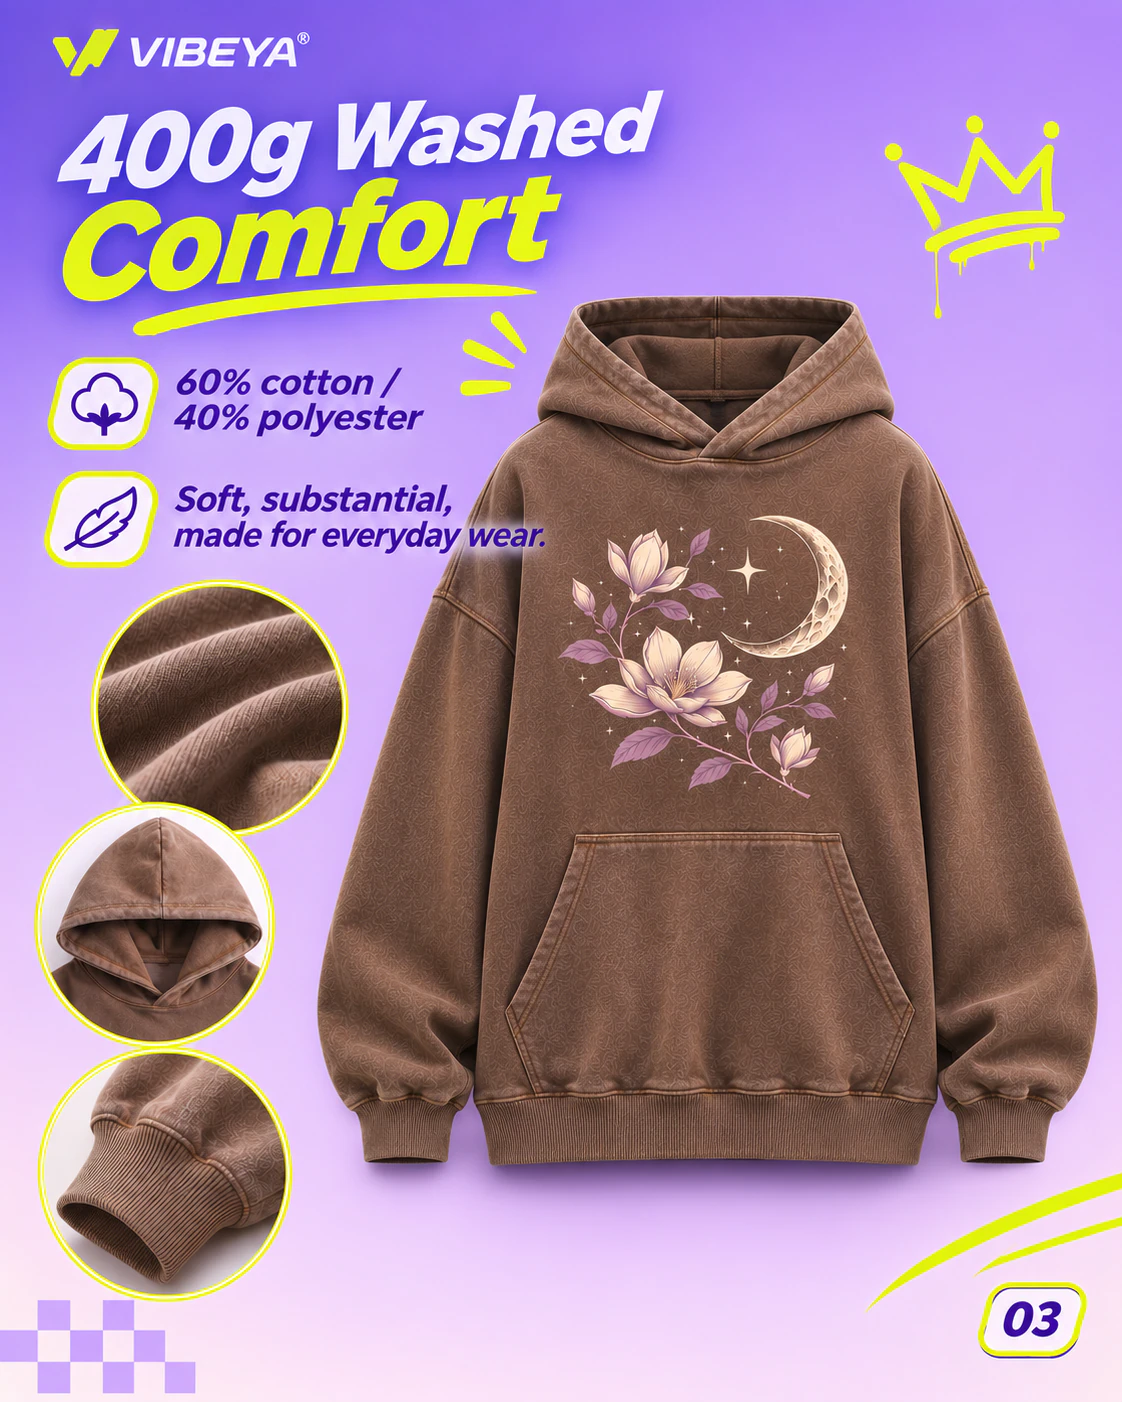 VIBEYA®
400g Washed
Comfort
60% cotton /
40% polyester
Soft, substantial,
made for everyday wear.
03